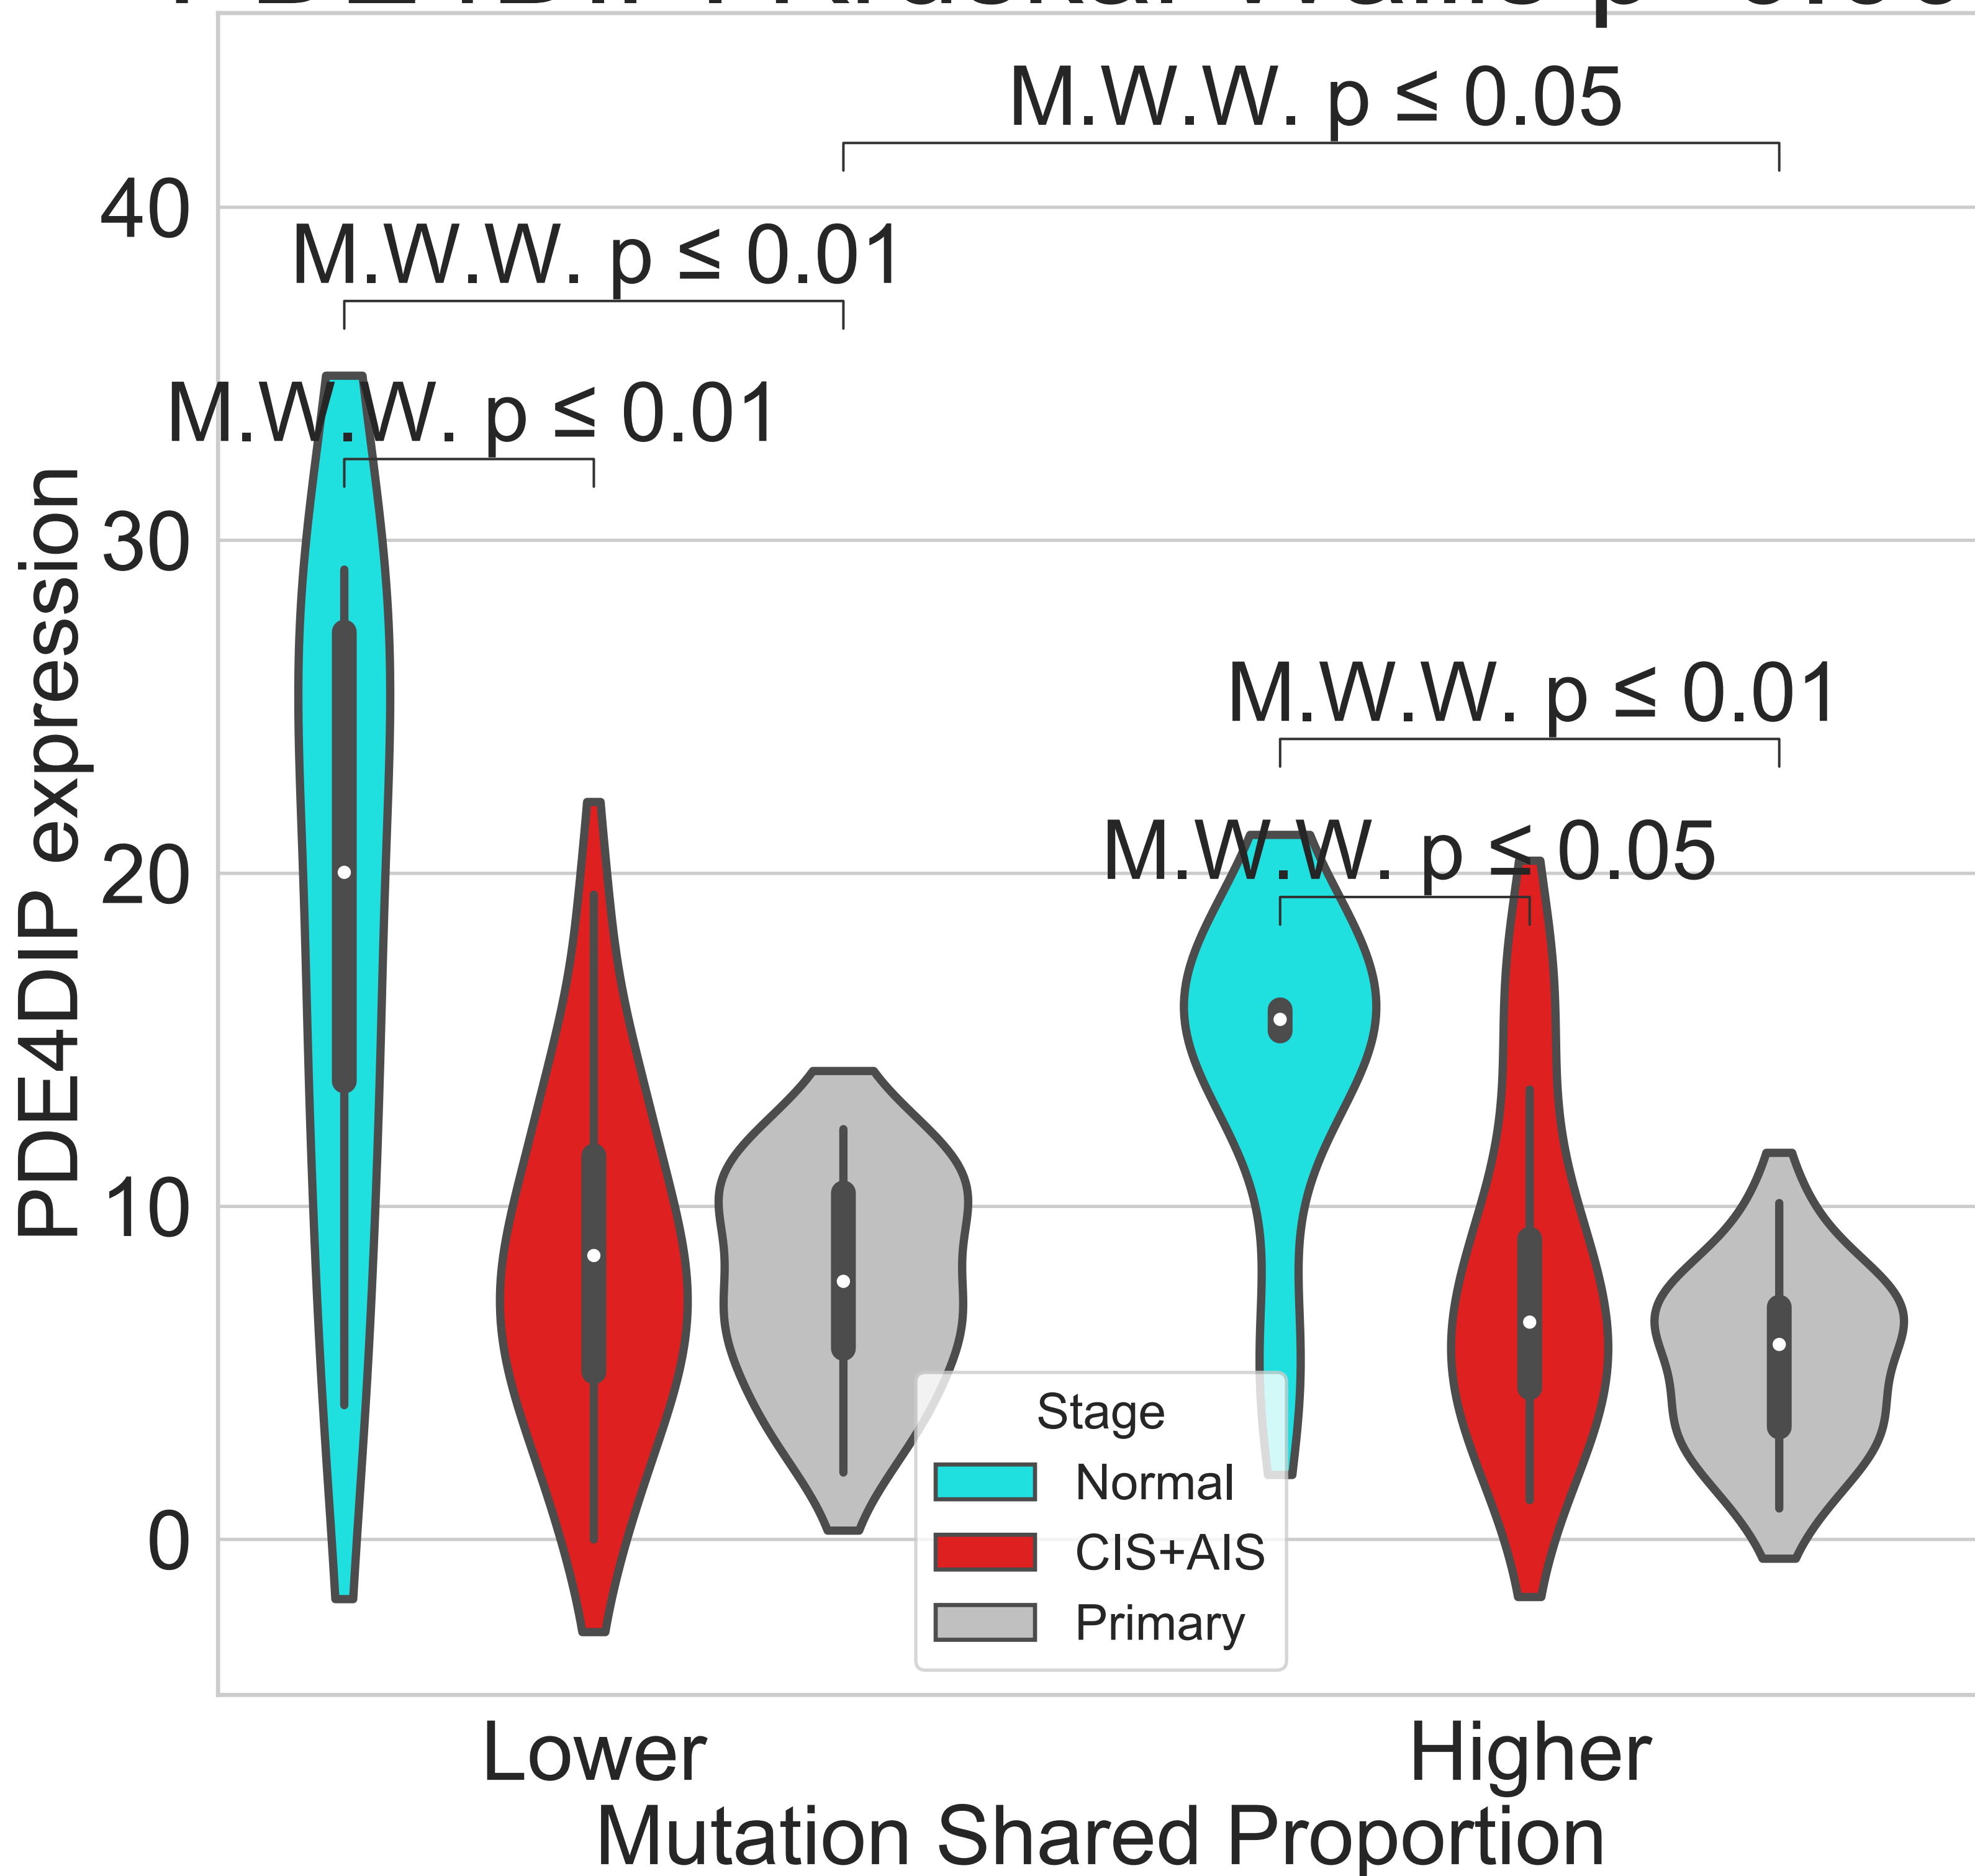 M.W.W. p ≤ 0.05
40
M.W.W. p ≤ 0.01
M.W.W. p ≤ 0.01
30
M.W.W. p ≤ 0.01
M.W.W. p ≤ 0.05
20
10
0
PDE4DIP expression
Stage
Normal
CIS+AIS
Primary
Lower
Higher
Mutation Shared Proportion